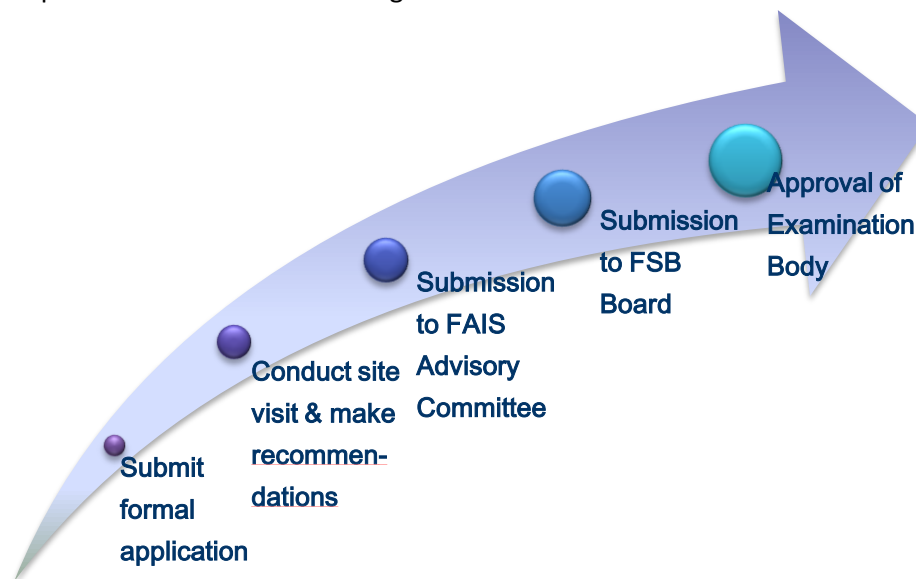 Submit
formal
application
Conduct site
visit & make
recommen-
dations
Submission
to FAIS
Advisory
Committee
Submission
to FSB
Board
Approval of
Examination
Body